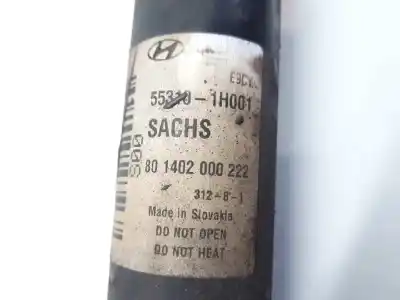 55310-1H001
SACHS
80 1402 000 222
312-8-1
Made in Slovakia
DO NOT OPEN
DO NOT HEAT
500